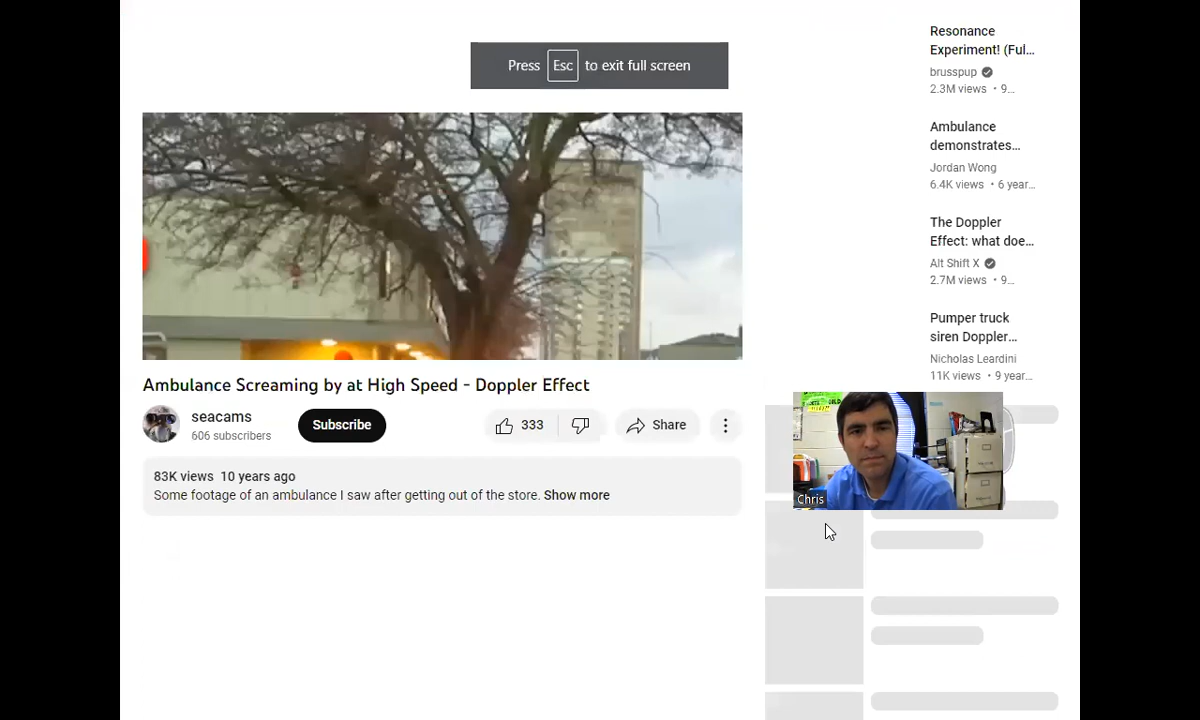 Press Esc to exit full screen
Ambulance Screaming by at High Speed - Doppler Effect
seacams
606 subscribers
Subscribe
333
Share
83K views 10 years ago
Some footage of an ambulance I saw after getting out of the store. Show more
Resonance
Experiment! (Ful...
brusspup
2.3M views • 9...
Ambulance
demonstrates...
Jordan Wong
6.4K views • 6 year...
The Doppler
Effect: what doe...
Alt Shift X
2.7M views • 9...
Pumper truck
siren Doppler...
Nicholas Leardini
11K views • 9 year...
Chris